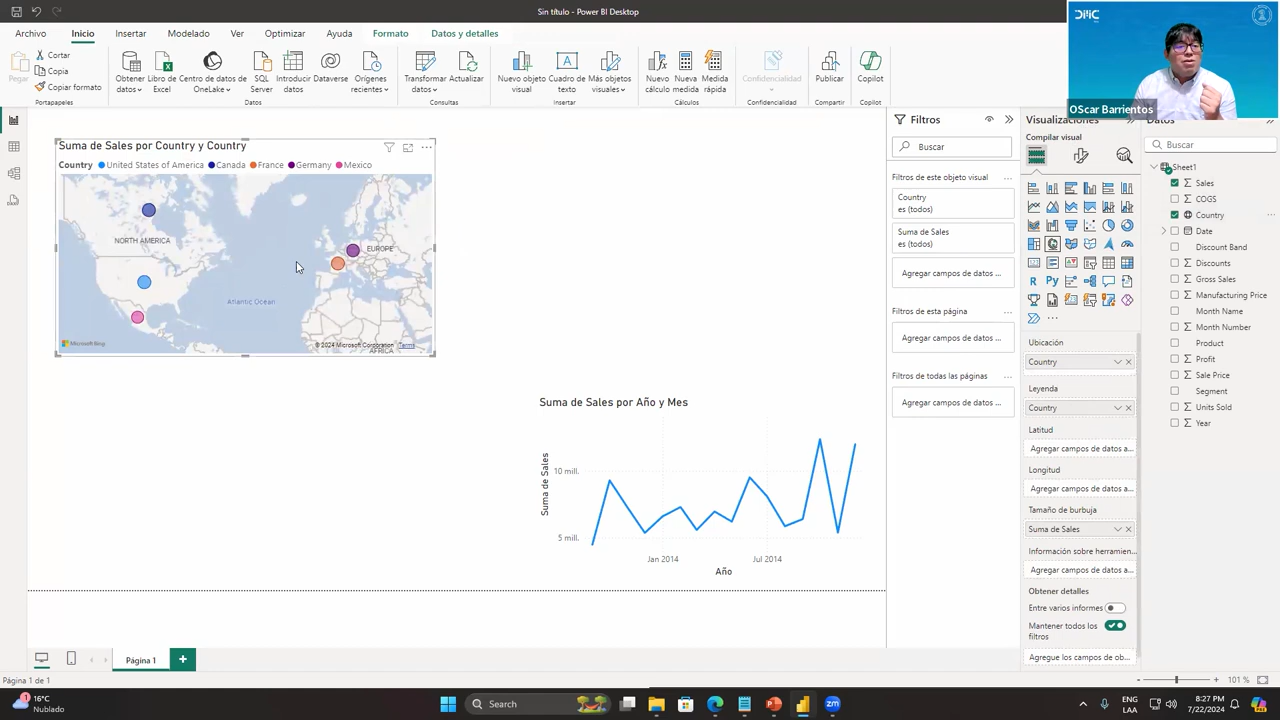 Sin título - Power BI Desktop
Archivo Inicio Insertar Modelado Ver Optimizar Ayuda Formato Datos y detalles
Pegar
Cortar
Copia
Copiar formato
Portapapeles
Obtener datos
Libro de Excel
Centro de datos de OneLake
SQL Server
Introducir datos
Dataverse
Orígenes recientes
Datos
Transformar datos
Actualizar
Consultas
Nuevo objeto visual
Cuadro de texto
Más objetos visuales
Insertar
Nuevo cálculo
Nueva medida
Medida rápida
Cálculos
Confidencialidad
Confidencialidad
Publicar
Compartir
Copilot
Copilot
DMC
OScar Barrientos
Suma de Sales por Country y Country
Country United States of America Canada France Germany Mexico
NORTH AMERICA
EUROPE
Atlantic Ocean
AFRICA
Microsoft Bing
© 2024 Microsoft Corporation Terms
Suma de Sales por Año y Mes
Suma de Sales
10 mill.
5 mill.
Jan 2014
Jul 2014
Año
Filtros
Buscar
Filtros de este objeto visual
Country
es (todos)
Suma de Sales
es (todos)
Agregar campos de datos ...
Filtros de esta página
Agregar campos de datos ...
Filtros de todas las páginas
Agregar campos de datos ...
Visualizaciones
Compilar visual
R Py
Ubicación
Country
Leyenda
Country
Latitud
Agregar campos de datos a...
Longitud
Agregar campos de datos a...
Tamaño de burbuja
Suma de Sales
Información sobre herramien...
Agregar campos de datos a...
Obtener detalles
Entre varios informes
Mantener todos los filtros
Agregue los campos de ob...
Datos
Buscar
Sheet1
Sales
COGS
Country
Date
Discount Band
Discounts
Gross Sales
Manufacturing Price
Month Name
Month Number
Product
Profit
Sale Price
Segment
Units Sold
Year
Página 1
Página 1 de 1
101 %
1
16°C
Nublado
Search
zm
ENG
LAA
8:27 PM
7/22/2024